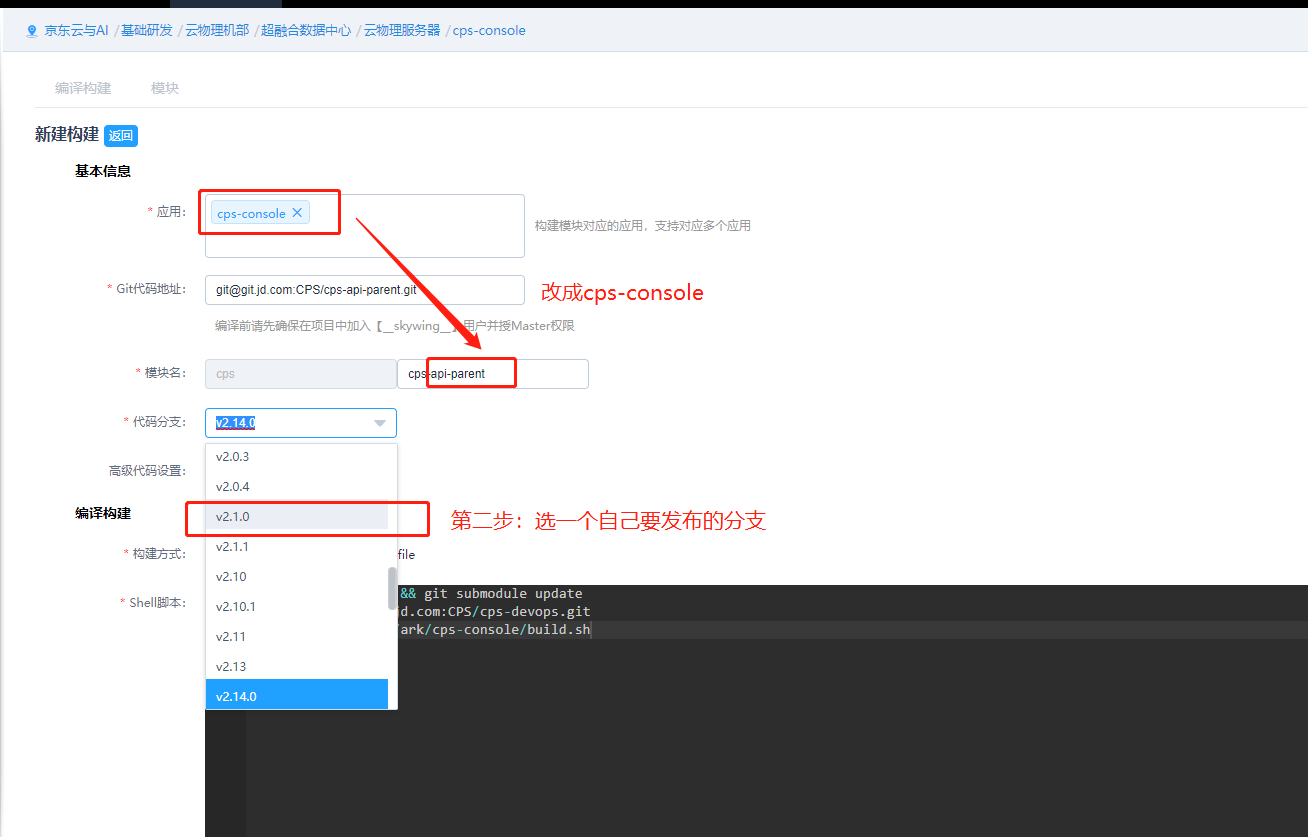 京东云与AI / 基础研发 / 云物理机部 / 超融合数据中心 / 云物理服务器 / cps-console
编译构建 模块
新建构建 返回
基本信息
* 应用: cps-console × 构建模块对应的应用，支持对应多个应用
* Git代码地址: git@git.jd.com:CPS/cps-api-parent.git 改成cps-console
编译前请先确保在项目中加入【__skywing__】用户并授Master权限
* 模块名: cps cps-api-parent
* 代码分支: v2.14.0
v2.0.3
高级代码设置:
v2.0.4
编译构建
v2.1.0 第二步：选一个自己要发布的分支
v2.1.1
* 构建方式: file
v2.10
* Shell脚本: && git submodule update
v2.10.1 d.com:CPS/cps-devops.git
ark/cps-console/build.sh
v2.11
v2.13
v2.14.0